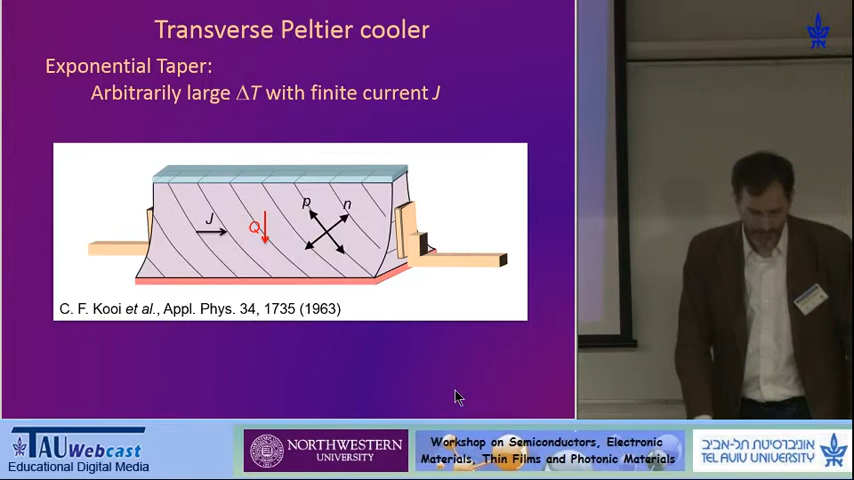 Transverse Peltier cooler
Exponential Taper:
Arbitrarily large ΔT with finite current J
p
n
J
Q
C. F. Kooi et al., Appl. Phys. 34, 1735 (1963)
TAU Webcast
Educational Digital Media
NORTHWESTERN
UNIVERSITY
Workshop on Semiconductors, Electronic
Materials, Thin Films and Photonic Materials
אוניברסיטת תל-אביב
TEL AVIV UNIVERSITY